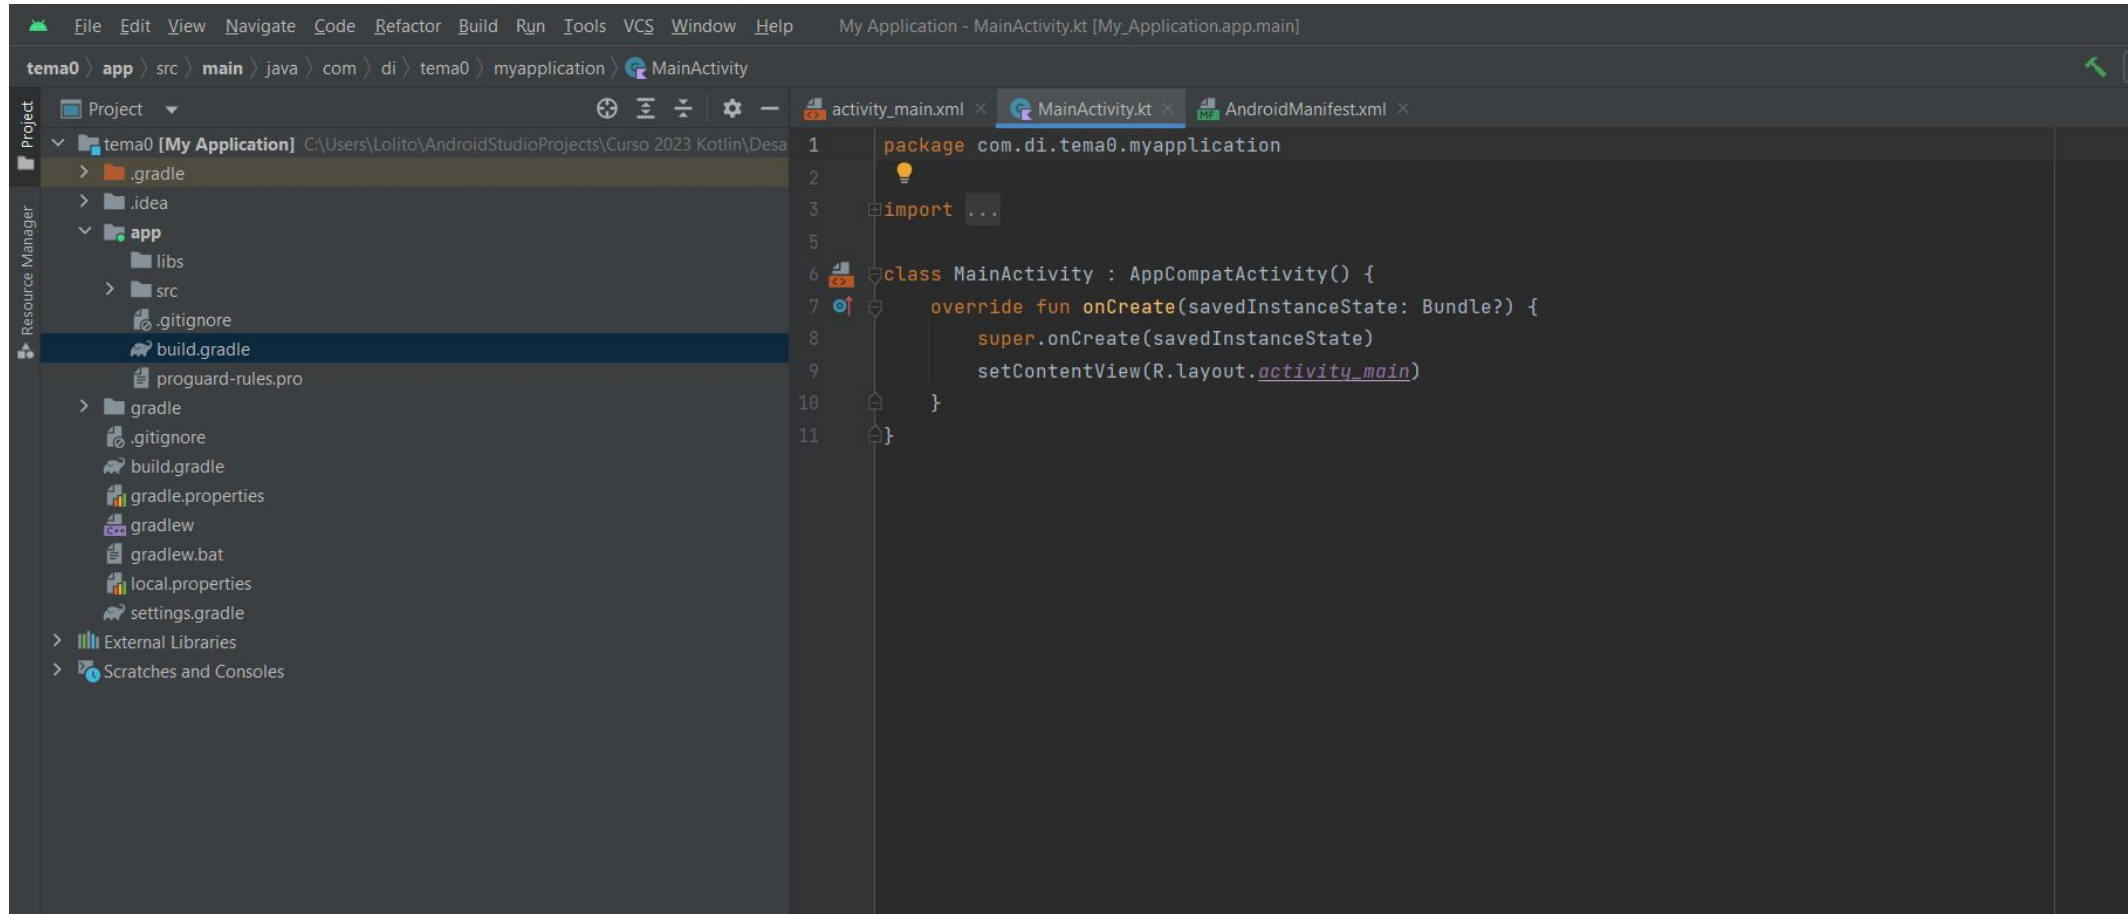 File Edit View Navigate Code Refactor Build Run Tools VCS Window Help My Application - MainActivity.kt [My_Application.app.main]
tema0 app src main java com di tema0 myapplication MainActivity
Project
Resource Manager
Project
tema0 [My Application] C:\Users\Lolito\AndroidStudioProjects\Curso 2023 Kotlin\Desa
.gradle
.idea
app
libs
src
.gitignore
build.gradle
proguard-rules.pro
gradle
.gitignore
build.gradle
gradle.properties
gradlew
gradlew.bat
local.properties
settings.gradle
External Libraries
Scratches and Consoles
activity_main.xml MainActivity.kt AndroidManifest.xml
1 package com.di.tema0.myapplication
2
3 import ...
5
6 class MainActivity : AppCompatActivity() {
7 override fun onCreate(savedInstanceState: Bundle?) {
8 super.onCreate(savedInstanceState)
9 setContentView(R.layout.activity_main)
10 }
11 }